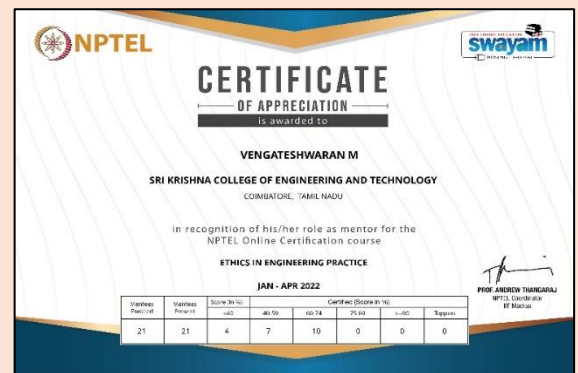 NPTEL
swayam
CERTIFICATE
OF APPRECIATION
is awarded to
VENGATESHWARAN M
SRI KRISHNA COLLEGE OF ENGINEERING AND TECHNOLOGY
COIMBATORE, TAMIL NADU
in recognition of his/her role as mentor for the
NPTEL Online Certification course
ETHICS IN ENGINEERING PRACTICE
JAN - APR 2022
PROF. ANDREW THANGARAJ
NPTEL Coordinator
IIT Madras
Mentees Mentees Present Score (in %) Certified (Score in %)
<40 40-59 60-74 75-89 >=90 Toppers
21 21 4 7 10 0 0 0